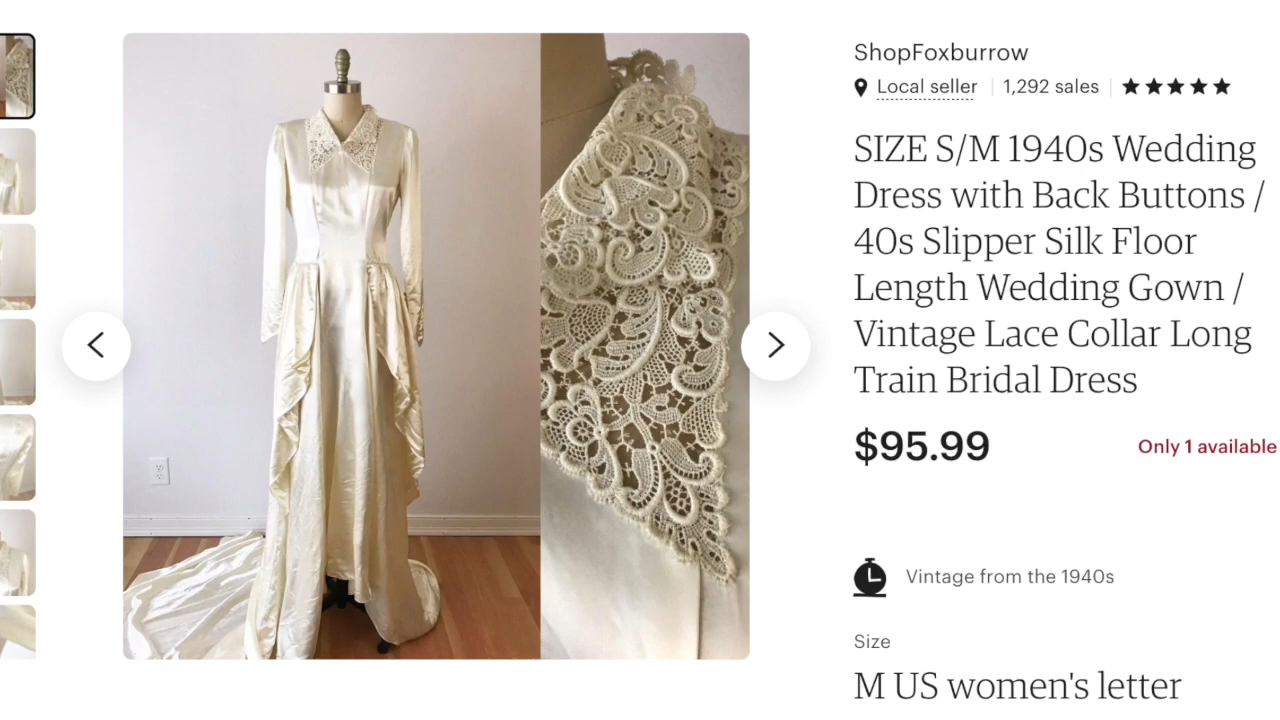 ShopFoxburrow
Local seller 1,292 sales
SIZE S/M 1940s Wedding
Dress with Back Buttons /
40s Slipper Silk Floor
Length Wedding Gown /
Vintage Lace Collar Long
Train Bridal Dress
$95.99 Only 1 available
Vintage from the 1940s
Size
M US women's letter